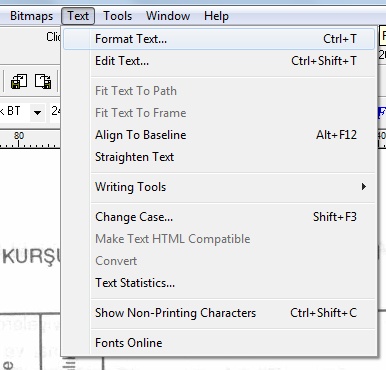 Bitmaps Text Tools Window Help
Format Text... Ctrl+T
Edit Text... Ctrl+Shift+T
Fit Text To Path
Fit Text To Frame
k BT 24
Align To Baseline Alt+F12
80
Straighten Text
Writing Tools
Change Case... Shift+F3
Make Text HTML Compatible
KURŞU
Convert
Text Statistics...
Show Non-Printing Characters Ctrl+Shift+C
Fonts Online